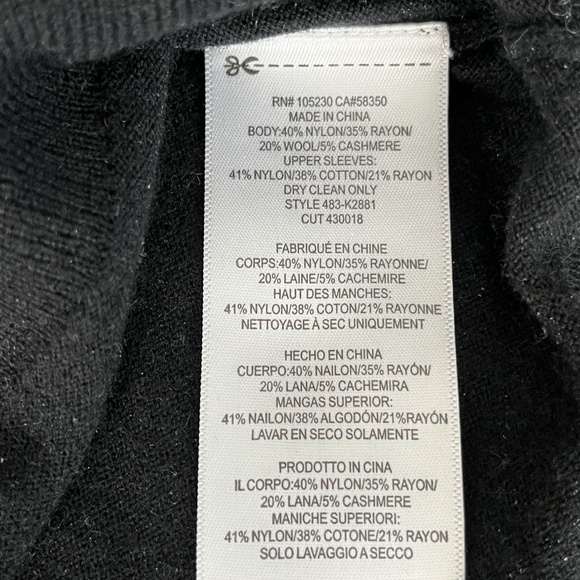 RN# 105230 CA#58350
MADE IN CHINA
BODY:40% NYLON/35% RAYON/
20% WOOL/5% CASHMERE
UPPER SLEEVES:
41% NYLON/38% COTTON/21% RAYON
DRY CLEAN ONLY
STYLE 483-K2881
CUT 430018
FABRIQUÉ EN CHINE
CORPS:40% NYLON/35% RAYONNE/
20% LAINE/5% CACHEMIRE
HAUT DES MANCHES:
41% NYLON/38% COTTON/21% RAYONNE
NETTOYAGE À SEC UNIQUEMENT
HECHO EN CHINA
CUERPO:40% NAILON/35% RAYÓN/
20% LANA/5% CACHEMIRA
MANGAS SUPERIOR:
41% NAILON/38% ALGODÓN/21%RAYÓN
LAVAR EN SECO SOLAMENTE
PRODOTTO IN CINA
IL CORPO:40% NYLON/35% RAYON/
20% LANA/5% CASHMERE
MANICHE SUPERIORI:
41% NYLON/38% COTONE/21% RAYON
SOLO LAVAGGIO A SECCO